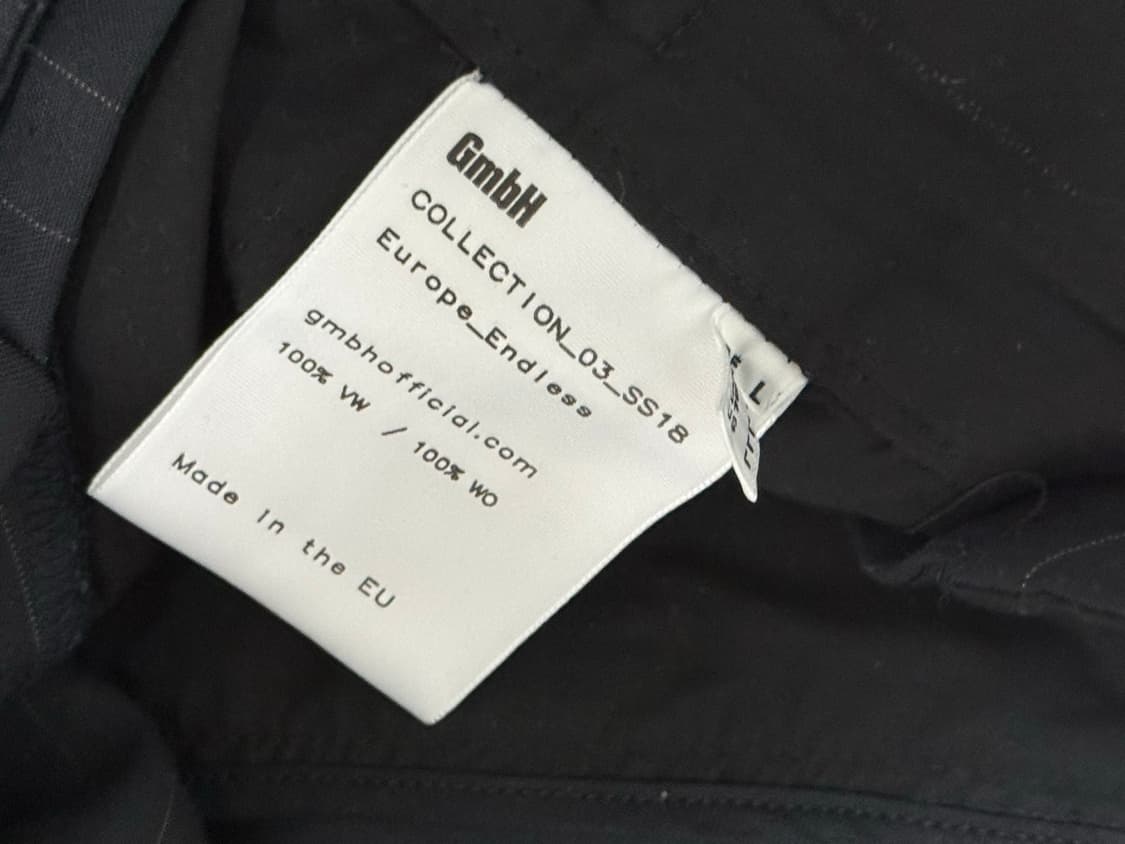 GmbH
COLLECTION_03_SS18
Europe_Endless
gmbhofficial.com
100% VW / 100% WO
Made in the EU
L